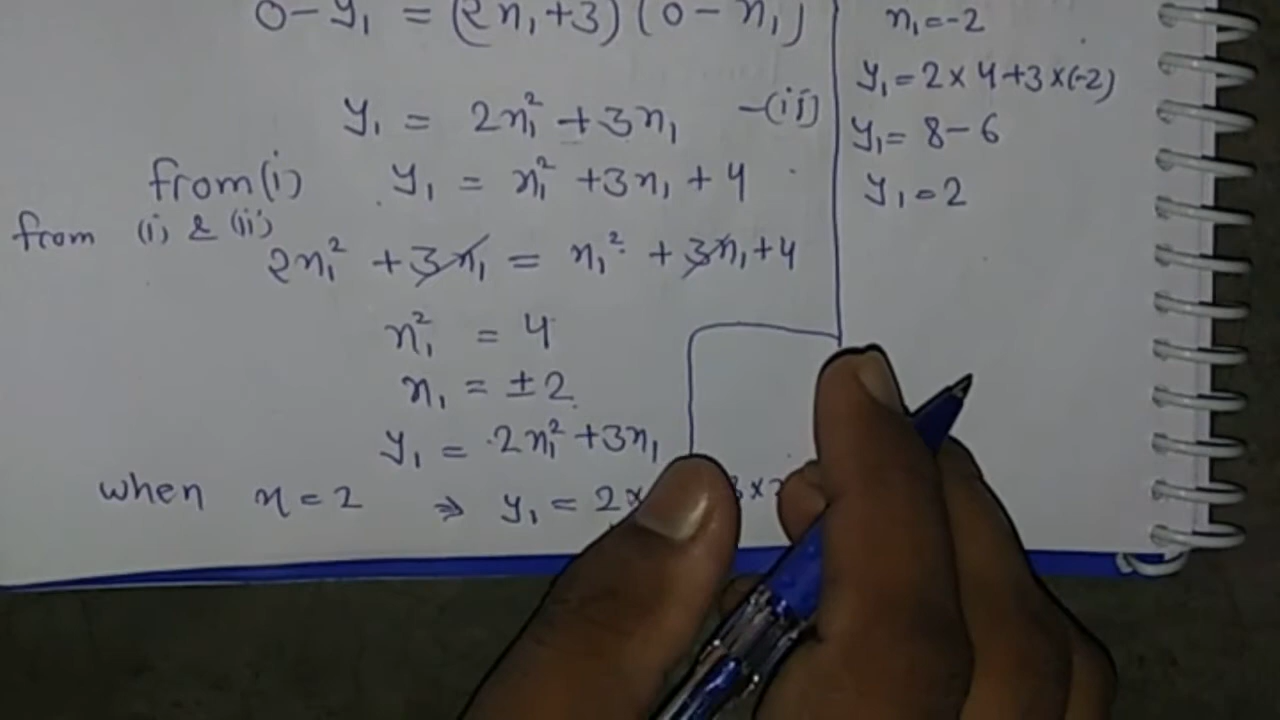 0 - y₁ = (2x₁ + 3) (0 - x₁)
y₁ = 2x₁² + 3x₁ -(ii)
from (i) y₁ = x₁² + 3x₁ + 4
from (i) & (ii)
2x₁² + 3x₁ = x₁² + 3x₁ + 4
x₁² = 4
x₁ = ±2
y₁ = 2x₁² + 3x₁
when x = 2 ⇒ y₁ = 2×
x₁ = -2
y₁ = 2 × 4 + 3 × (-2)
y₁ = 8 - 6
y₁ = 2